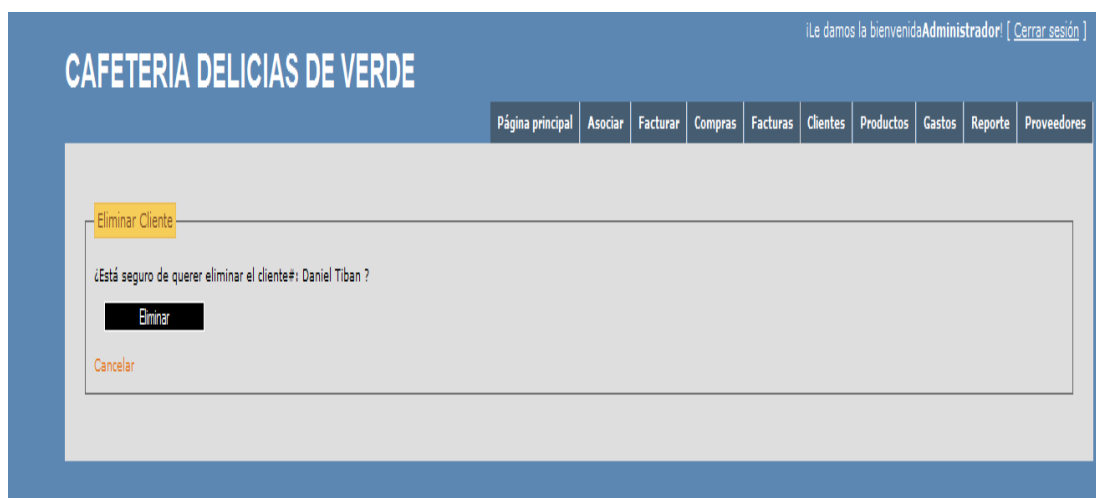 ¡Le damos la bienvenidaAdministrador! [ Cerrar sesión ]
CAFETERIA DELICIAS DE VERDE
Página principal Asociar Facturar Compras Facturas Clientes Productos Gastos Reporte Proveedores
Eliminar Cliente
¿Está seguro de querer eliminar el cliente#: Daniel Tiban ?
Eliminar
Cancelar